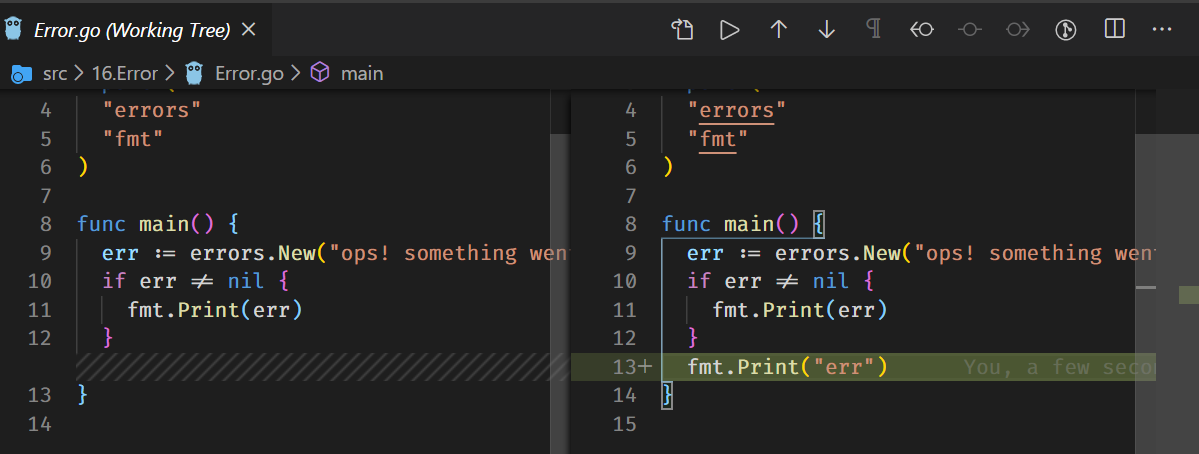 Error.go (Working Tree)
src > 16.Error > Error.go > main
4 "errors"
5 "fmt"
6 )
7
8 func main() {
9 err := errors.New("ops! something wen
10 if err ≠ nil {
11 fmt.Print(err)
12 }
13 }
14
4 "errors"
5 "fmt"
6 )
7
8 func main() {
9 err := errors.New("ops! something wen
10 if err ≠ nil {
11 fmt.Print(err)
12 }
13+ fmt.Print("err") You, a few seco
14 }
15